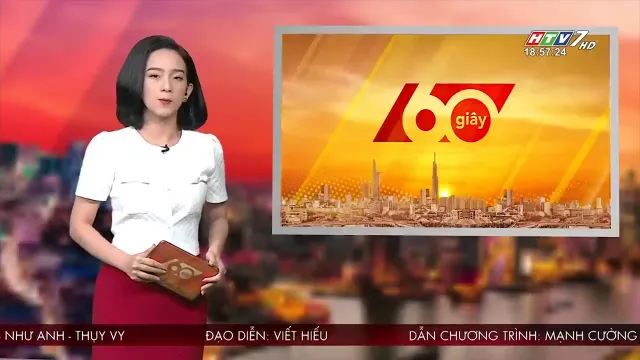 HTV7 HD
18:57:24
60 giây
60
NHƯ ANH - THỤY VY ĐẠO DIỄN: VIẾT HIẾU DẪN CHƯƠNG TRÌNH: MẠNH CƯỜNG